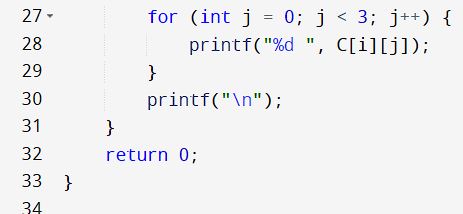 27        for (int j = 0; j < 3; j++) {
28            printf("%d ", C[i][j]);
29        }
30        printf("\n");
31    }
32    return 0;
33 }
34